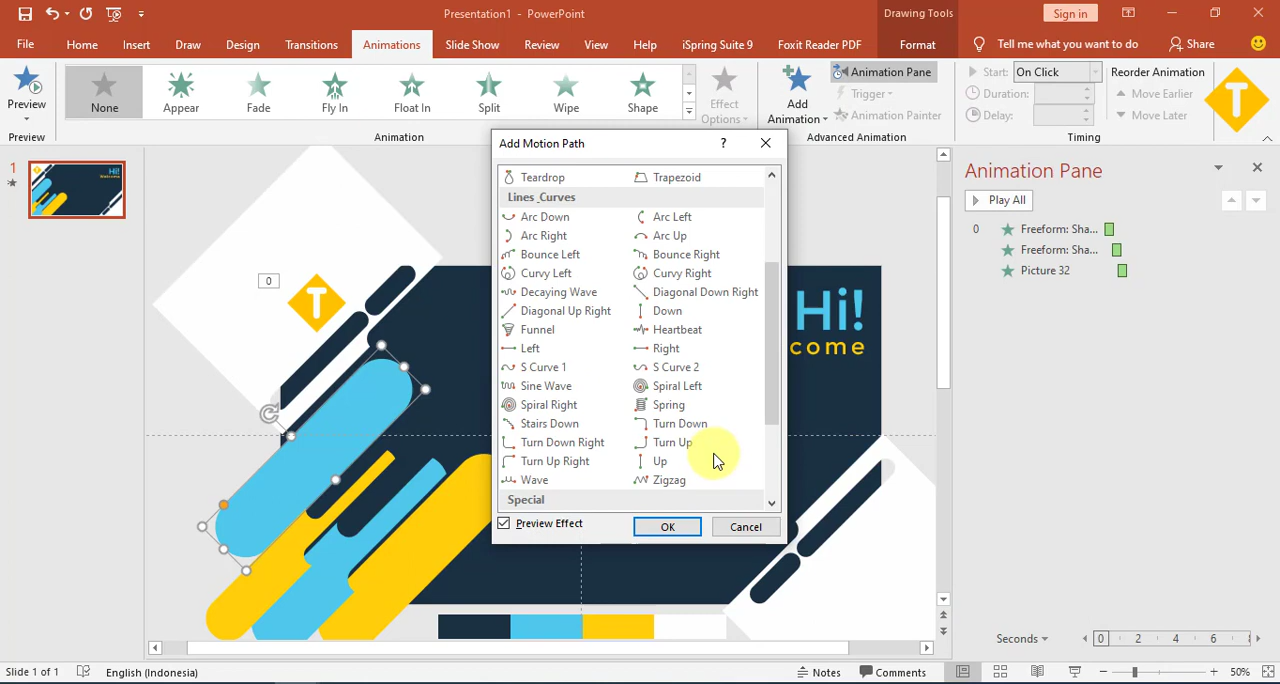 Presentation1 - PowerPoint
Drawing Tools
Sign in
File Home Insert Draw Design Transitions Animations Slide Show Review View Help iSpring Suite 9 Foxit Reader PDF Format Tell me what you want to do Share
Preview
None Appear Fade Fly In Float In Split Wipe Shape
Effect Options
Add Animation
Animation Pane
Trigger
Animation Painter
Start: On Click
Duration:
Delay:
Reorder Animation
Move Earlier
Move Later
T
Preview Animation Advanced Animation Timing
1
0
T
Hi!
come
Add Motion Path
?
Teardrop Trapezoid
Lines_Curves
Arc Down Arc Left
Arc Right Arc Up
Bounce Left Bounce Right
Curvy Left Curvy Right
Decaying Wave Diagonal Down Right
Diagonal Up Right Down
Funnel Heartbeat
Left Right
S Curve 1 S Curve 2
Sine Wave Spiral Left
Spiral Right Spring
Stairs Down Turn Down
Turn Down Right Turn Up
Turn Up Right Up
Wave Zigzag
Special
Preview Effect OK Cancel
Animation Pane
Play All
0 Freeform: Sha...
Freeform: Sha...
Picture 32
Seconds 0 2 4 6
Slide 1 of 1 English (Indonesia) Notes Comments 50%